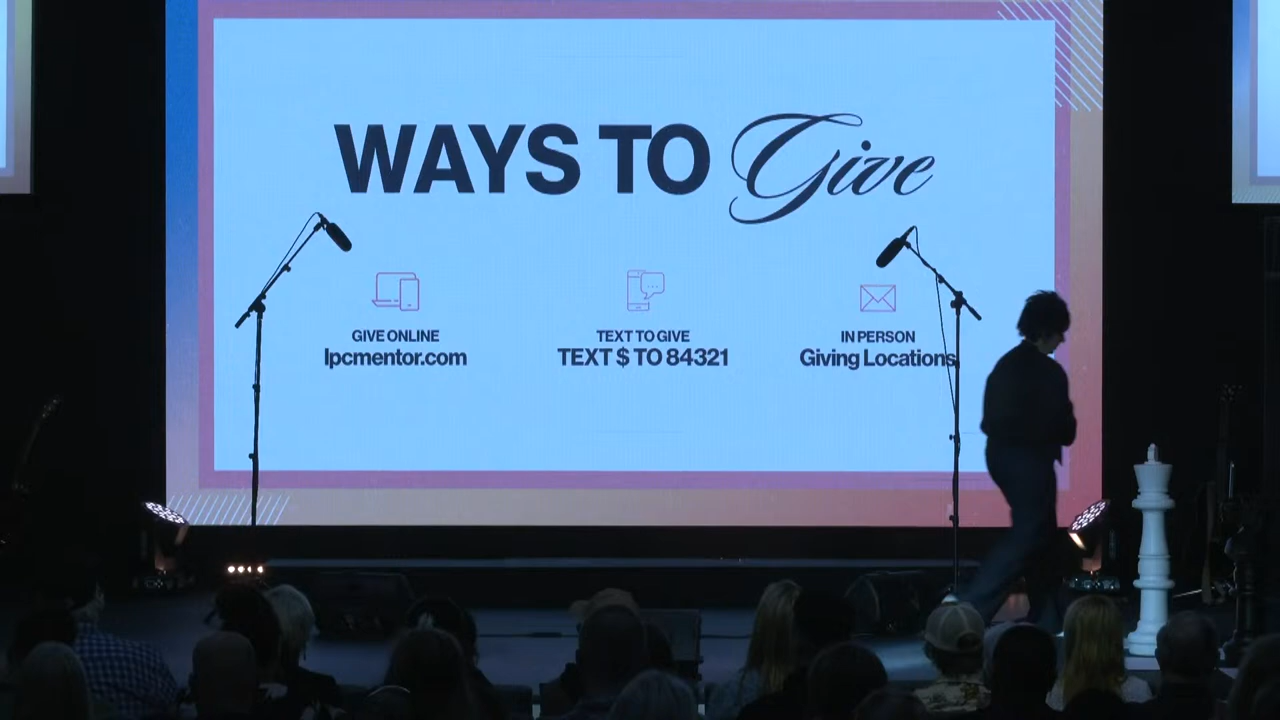 WAYS TO Give
GIVE ONLINE
lpcmentor.com
TEXT TO GIVE
TEXT $ TO 84321
IN PERSON
Giving Locations